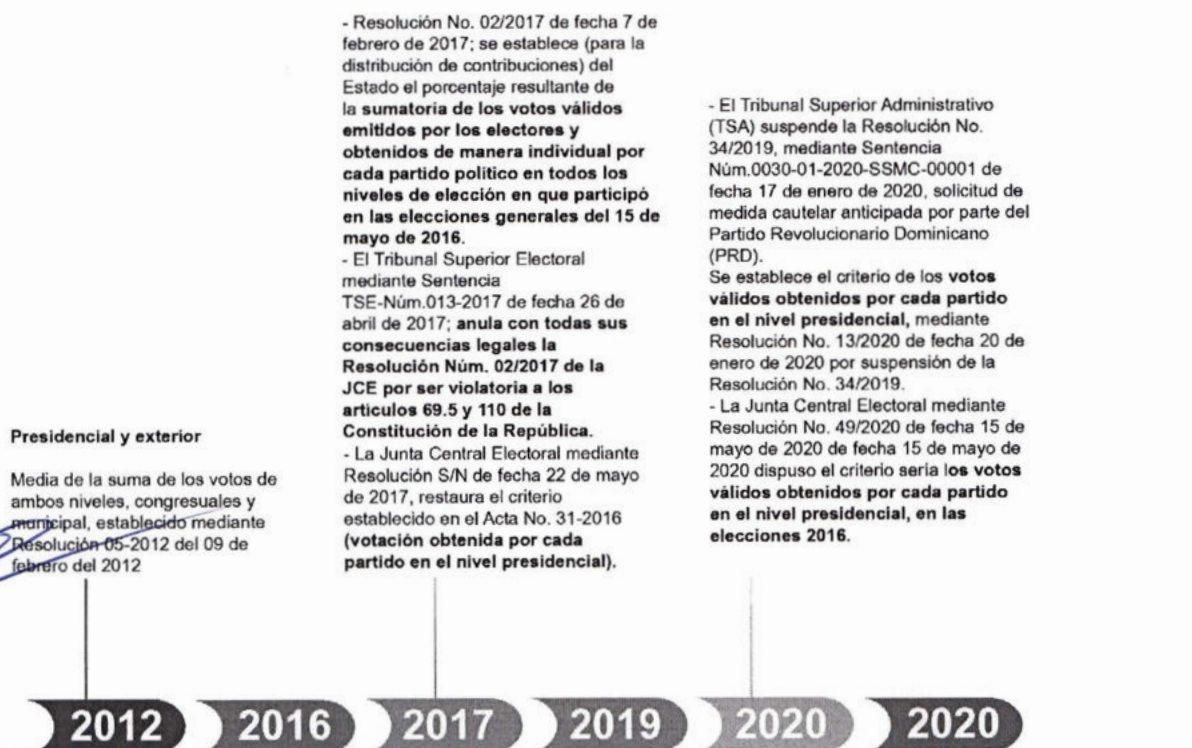 Presidencial y exterior
Media de la suma de los votos de
ambos niveles, congresuales y
municipal, establecido mediante
Resolución 05-2012 del 09 de
febrero del 2012
- Resolución No. 02/2017 de fecha 7 de
febrero de 2017; se establece (para la
distribución de contribuciones) del
Estado el porcentaje resultante de
la sumatoria de los votos válidos
emitidos por los electores y
obtenidos de manera individual por
cada partido político en todos los
niveles de elección en que participó
en las elecciones generales del 15 de
mayo de 2016.
- El Tribunal Superior Electoral
mediante Sentencia
TSE-Núm.013-2017 de fecha 26 de
abril de 2017; anula con todas sus
consecuencias legales la
Resolución Núm. 02/2017 de la
JCE por ser violatoria a los
artículos 69.5 y 110 de la
Constitución de la República.
- La Junta Central Electoral mediante
Resolución S/N de fecha 22 de mayo
de 2017, restaura el criterio
establecido en el Acta No. 31-2016
(votación obtenida por cada
partido en el nivel presidencial).
- El Tribunal Superior Administrativo
(TSA) suspende la Resolución No.
34/2019, mediante Sentencia
Núm.0030-01-2020-SSMC-00001 de
fecha 17 de enero de 2020, solicitud de
medida cautelar anticipada por parte del
Partido Revolucionario Dominicano
(PRD).
Se establece el criterio de los votos
válidos obtenidos por cada partido
en el nivel presidencial, mediante
Resolución No. 13/2020 de fecha 20 de
enero de 2020 por suspensión de la
Resolución No. 34/2019.
- La Junta Central Electoral mediante
Resolución No. 49/2020 de fecha 15 de
mayo de 2020 de fecha 15 de mayo de
2020 dispuso el criterio seria los votos
válidos obtenidos por cada partido
en el nivel presidencial, en las
elecciones 2016.
2012 2016 2017 2019 2020 2020